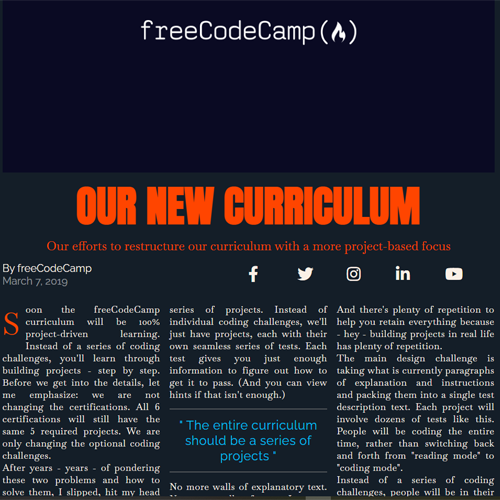 freeCodeCamp(🔥)
OUR NEW CURRICULUM
Our efforts to restructure our curriculum with a more project-based focus
By freeCodeCamp
March 7, 2019
Soon the freeCodeCamp
curriculum will be 100%
project-driven learning.
Instead of a series of coding
challenges, you'll learn through
building projects - step by step.
Before we get into the details, let
me emphasize: we are not
changing the certifications. All 6
certifications will still have the
same 5 required projects. We are
only changing the optional coding
challenges.
After years - years - of pondering
these two problems and how to
solve them, I slipped, hit my head
series of projects. Instead of
individual coding challenges, we'll
just have projects, each with their
own seamless series of tests. Each
test gives you just enough
information to figure out how to
get it to pass. (And you can view
hints if that isn't enough.)
" The entire curriculum
should be a series of
projects "
No more walls of explanatory text.
And there's plenty of repetition to
help you retain everything because
- hey - building projects in real life
has plenty of repetition.
The main design challenge is
taking what is currently paragraphs
of explanation and instructions
and packing them into a single test
description text. Each project will
involve dozens of tests like this.
People will be coding the entire
time, rather than switching back
and forth from "reading mode" to
"coding mode".
Instead of a series of coding
challenges, people will be in their